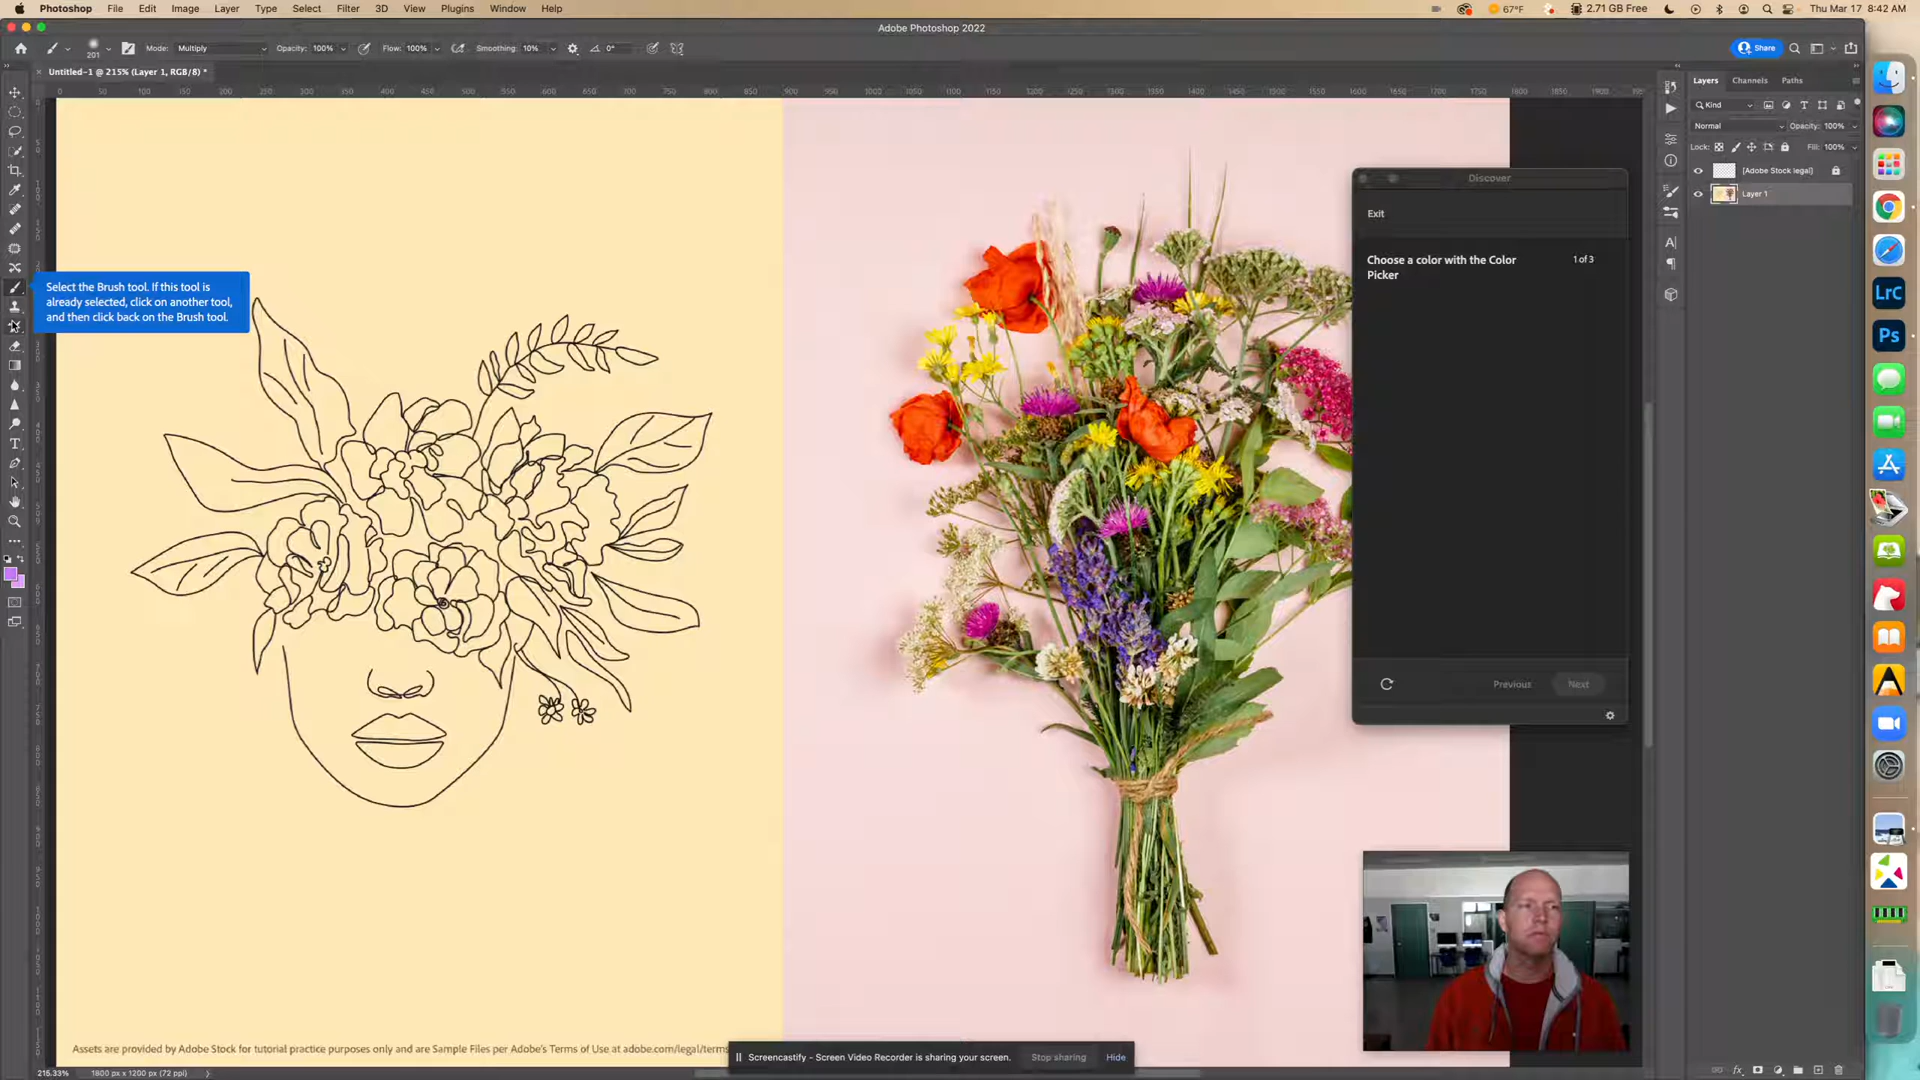 Photoshop File Edit Image Layer Type Select Filter 3D View Plugins Window Help
67°F 2.71 GB Free Thu Mar 17 8:42 AM
Adobe Photoshop 2022
201 Mode: Multiply Opacity: 100% Flow: 100% Smoothing: 10% 0° Share
Untitled-1 @ 215% (Layer 1, RGB/8) *
Layers Channels Paths
Kind
Normal Opacity: 100%
Lock: Fill: 100%
[Adobe Stock legal]
Layer 1
Select the Brush tool. If this tool is
already selected, click on another tool,
and then click back on the Brush tool.
Discover
Exit
Choose a color with the Color
Picker
1 of 3
Previous Next
LrC
Ps
Assets are provided by Adobe Stock for tutorial practice purposes only and are Sample Files per Adobe's Terms of Use at adobe.com/legal/terms
Screencastify - Screen Video Recorder is sharing your screen. Stop sharing Hide
215.33% 1800 px x 1200 px (72 ppi)